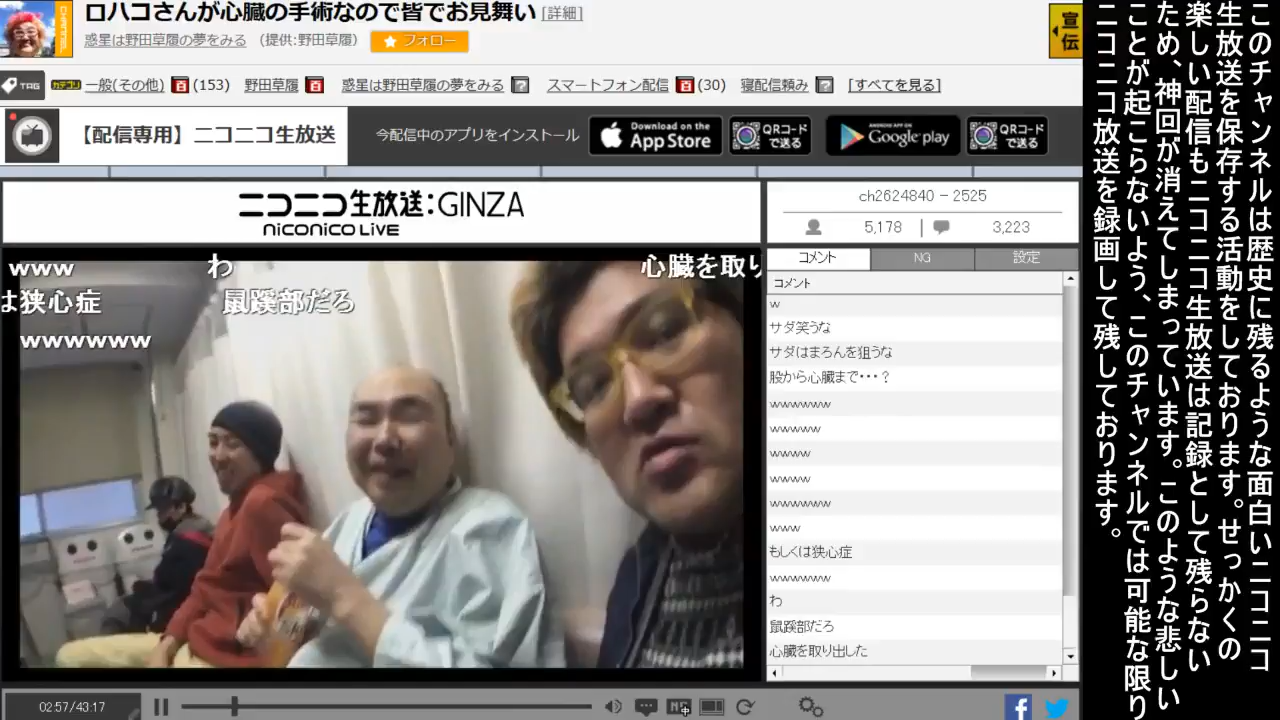 ロハコさんが心臓の手術なので皆でお見舞い [詳細]
惑星は野田草履の夢をみる (提供:野田草履) ★ フォロー
CHANNEL
宣伝
TAG カテゴリ 一般(その他) 百 (153) 野田草履 百 惑星は野田草履の夢をみる ? スマートフォン配信 百 (30) 寝配信頼み ? [すべてを見る]
【配信専用】ニコニコ生放送
今配信中のアプリをインストール
Download on the App Store
QRコードで送る
ANDROID APP ON Google play
QRコードで送る
ニコニコ生放送:GINZA
niconico LIVE
ch2624840 - 2525
5,178 | 3,223
コメント NG 設定
www
わ
心臓を取り
は狭心症
鼠蹊部だろ
wwwwww
コメント
w
サダ笑うな
サダはまろんを狙うな
股から心臓まで・・・?
wwwwww
wwwww
wwww
wwww
wwwwww
www
もしくは狭心症
wwwwww
わ
鼠蹊部だろ
心臓を取り出した
02:57/43:17
このチャンネルは歴史に残るような面白いニコニコ
生放送を保存する活動をしております。せっかくの
楽しい配信もニコニコ生放送は記録として残らない
ため、神回が消えてしまっています。このような悲しい
ことが起こらないよう、このチャンネルでは可能な限り
ニコニコ放送を録画して残しております。